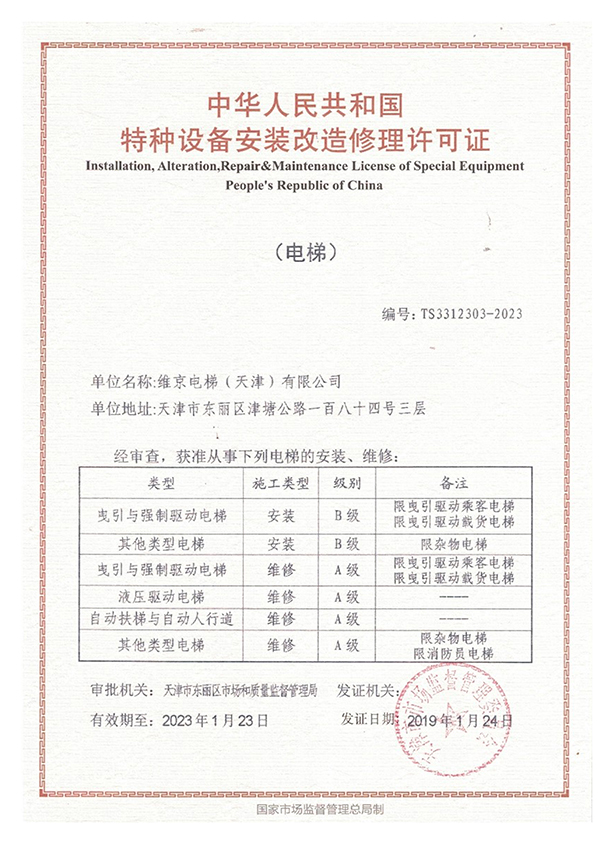 中华人民共和国
特种设备安装改造修理许可证
Installation, Alteration,Repair&Maintenance License of Special Equipment
People's Republic of China
（电梯）
编号: TS3312303-2023
单位名称:维京电梯（天津）有限公司
单位地址:天津市东丽区津塘公路一百八十四号三层
经审查，获准从事下列电梯的安装、维修:
类型 施工类型 级别 备注
曳引与强制驱动电梯 安装 B级 限曳引驱动乘客电梯
限曳引驱动载货电梯
其他类型电梯 安装 B级 限杂物电梯
曳引与强制驱动电梯 维修 A级 限曳引驱动乘客电梯
限曳引驱动载货电梯
液压驱动电梯 维修 A级 ----
自动扶梯与自动人行道 维修 A级 ----
其他类型电梯 维修 A级 限杂物电梯
限消防员电梯
审批机关: 天津市东丽区市场和质量监督管理局 发证机关:
有效期至: 2023年1月23日 发证日期 2019年1月24日
天津市市场监督管理委员会
国家市场监督管理总局制